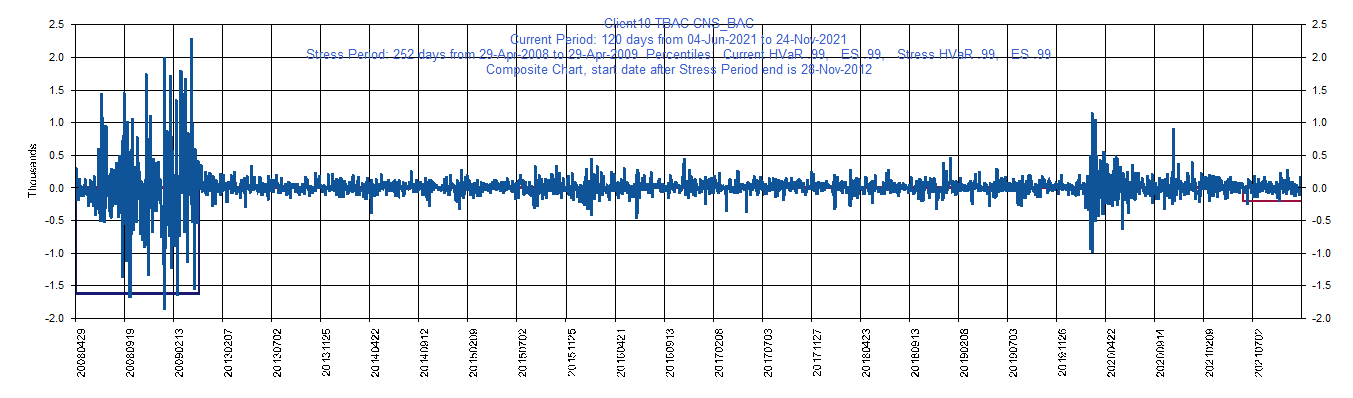 Client10 TBAC CNS_BAC
Current Period: 120 days from 04-Jun-2021 to 24-Nov-2021
Stress Period: 252 days from 29-Apr-2008 to 29-Apr-2009 Percentiles: Current HVaR .99, ES .99, Stress HVaR .99, ES .99
Composite Chart, start date after Stress Period end is 28-Nov-2012
2.5 2.5
2.0 2.0
1.5 1.5
1.0 1.0
0.5 0.5
0.0 0.0
-0.5 -0.5
-1.0 -1.0
-1.5 -1.5
-2.0 -2.0
Thousands
20080429 20080919 20090213 20130207 20130702 20131125 20140422 20140912 20150209 20150702 20151125 20160421 20160913 20170208 20170703 20171127 20180423 20180913 20190208 20190703 20191126 20200422 20200914 20210209 20210702